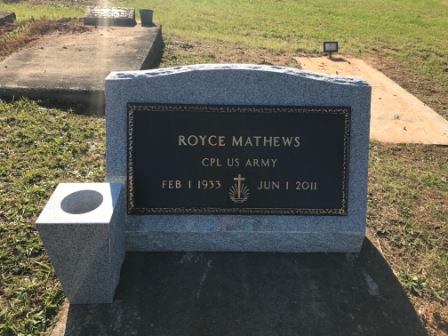 ROYCE MATHEWS
CPL US ARMY
FEB 1 1933 JUN 1 2011